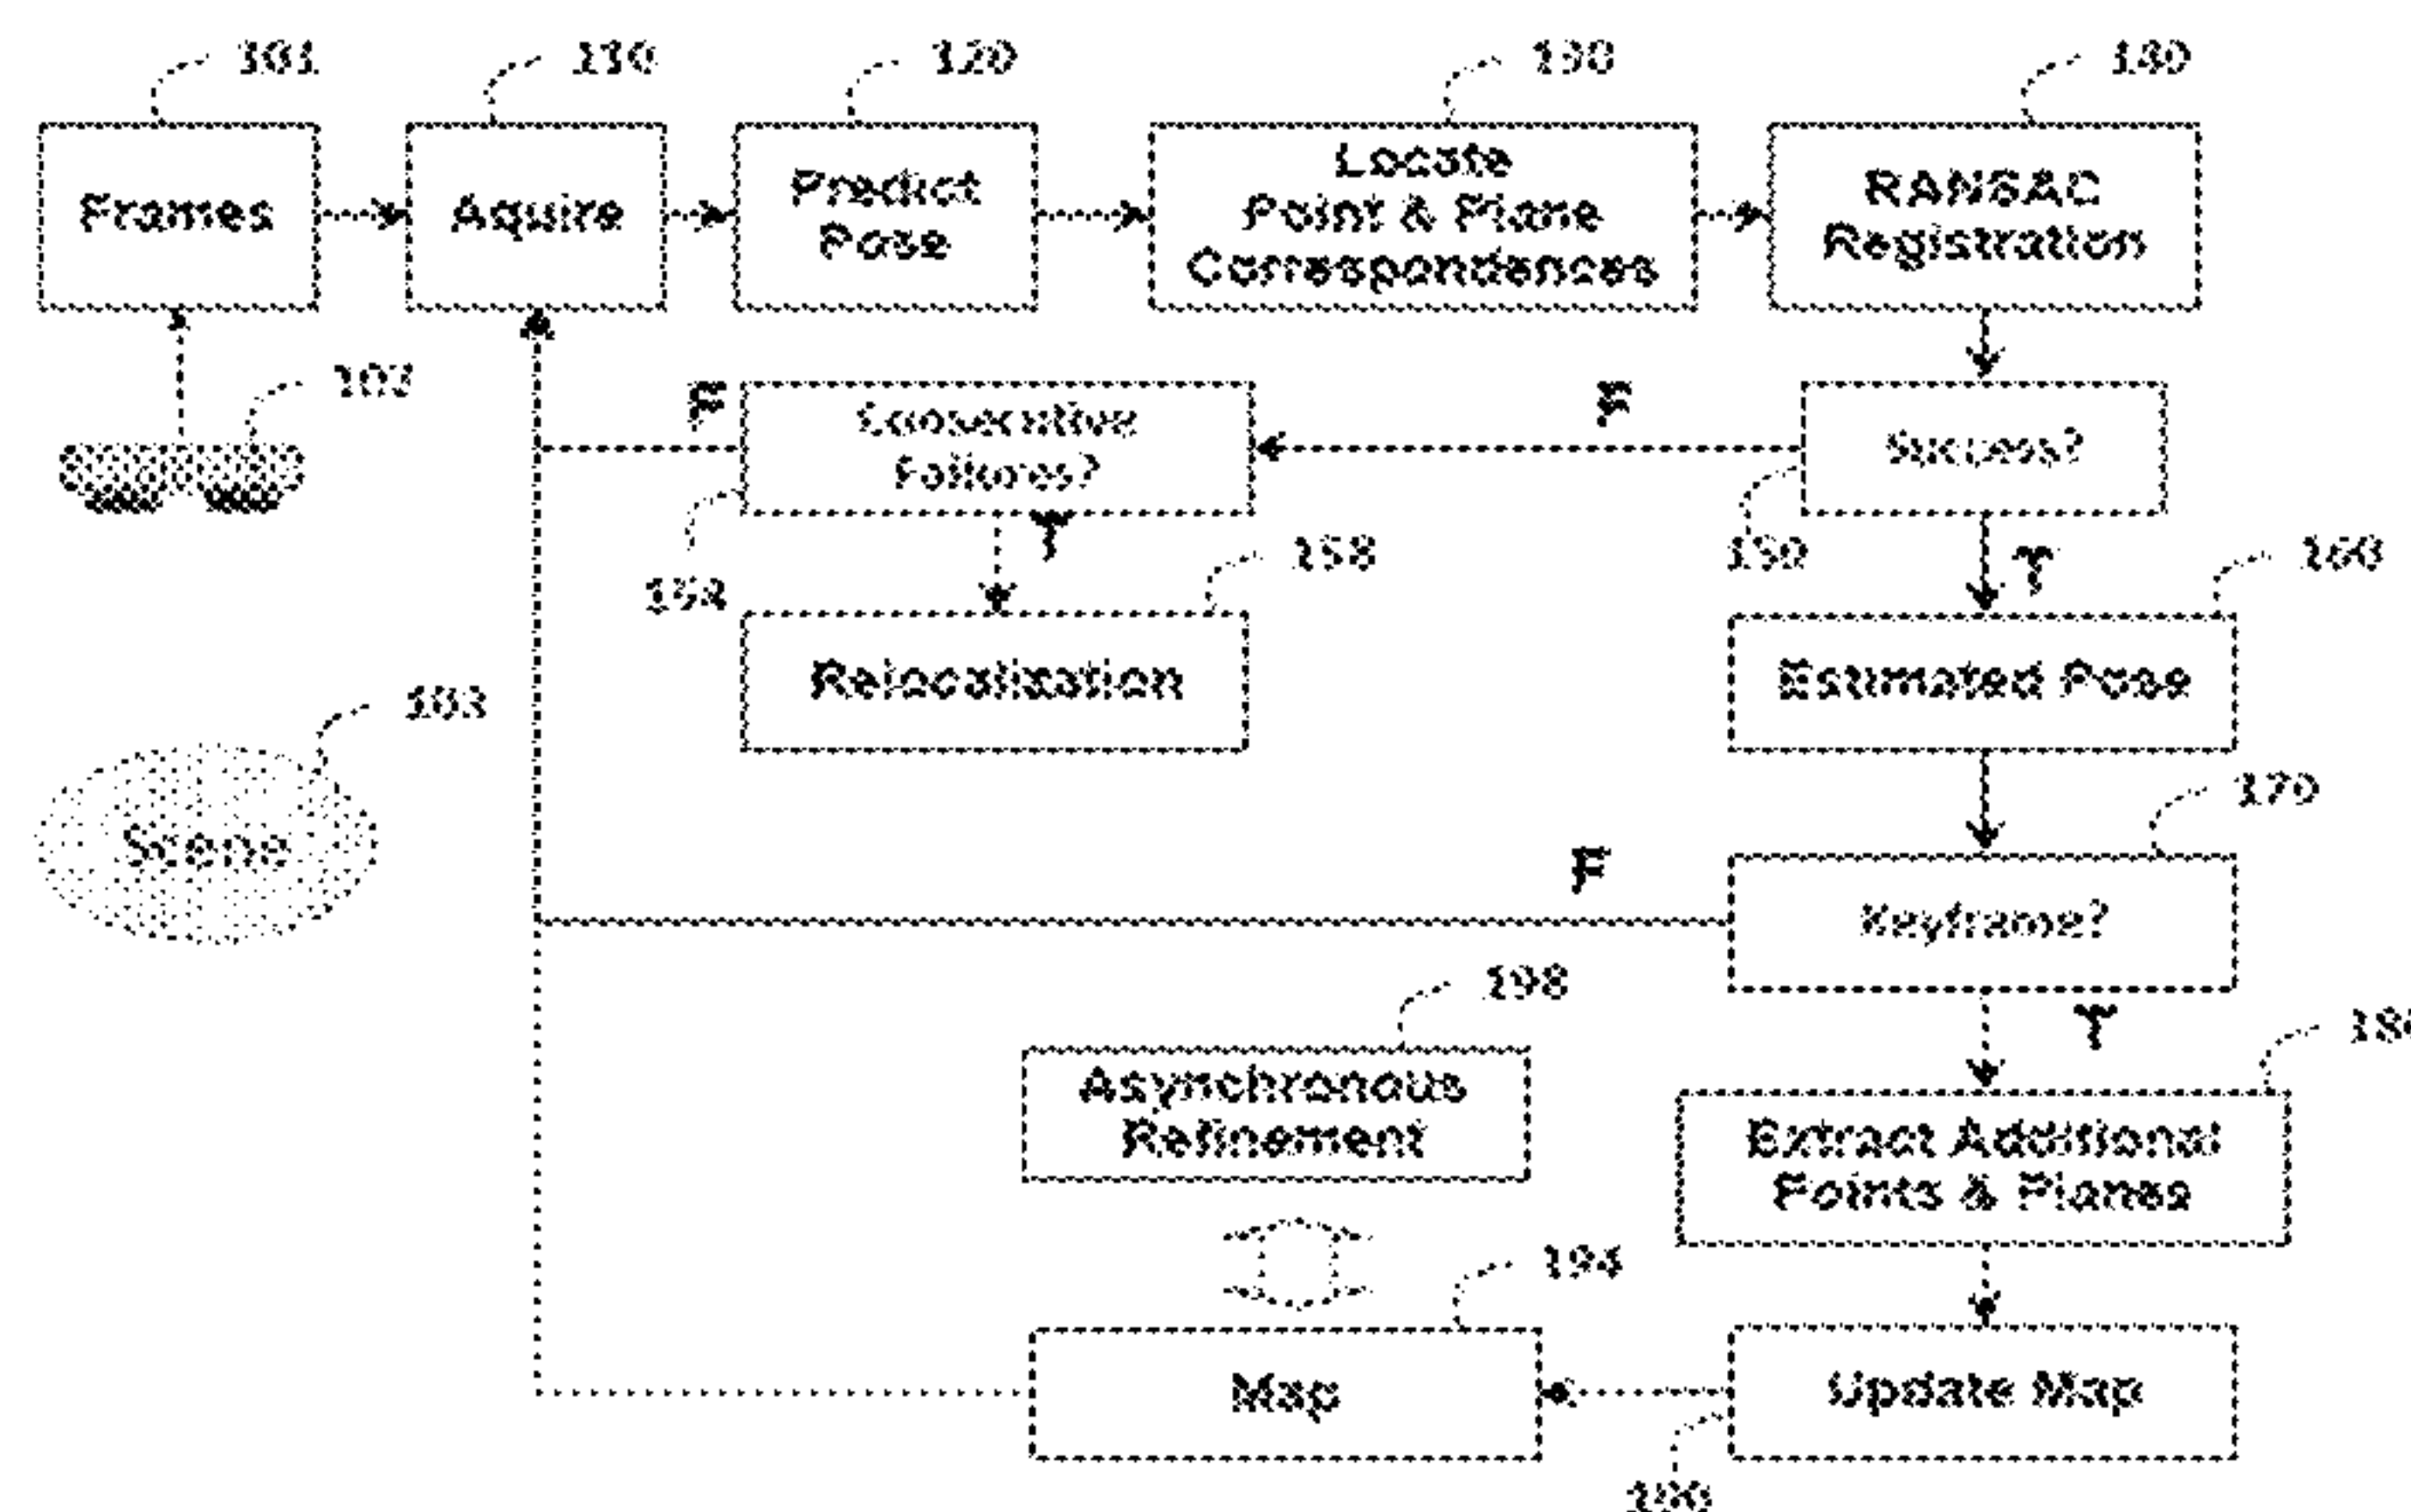 101
110
120
130
140
Frames
Aquire
Predict
Pose
Locate
Point & Plane
Correspondences
RANSAC
Registration
102
F
Consecutive
Failures?
F
Success?
T
158
150
T
160
Relocalization
Estimated Pose
103
170
Scene
F
Keyframe?
198
T
Asynchronous
Refinement
Extract Additional
Points & Planes
194
Map
Update Map